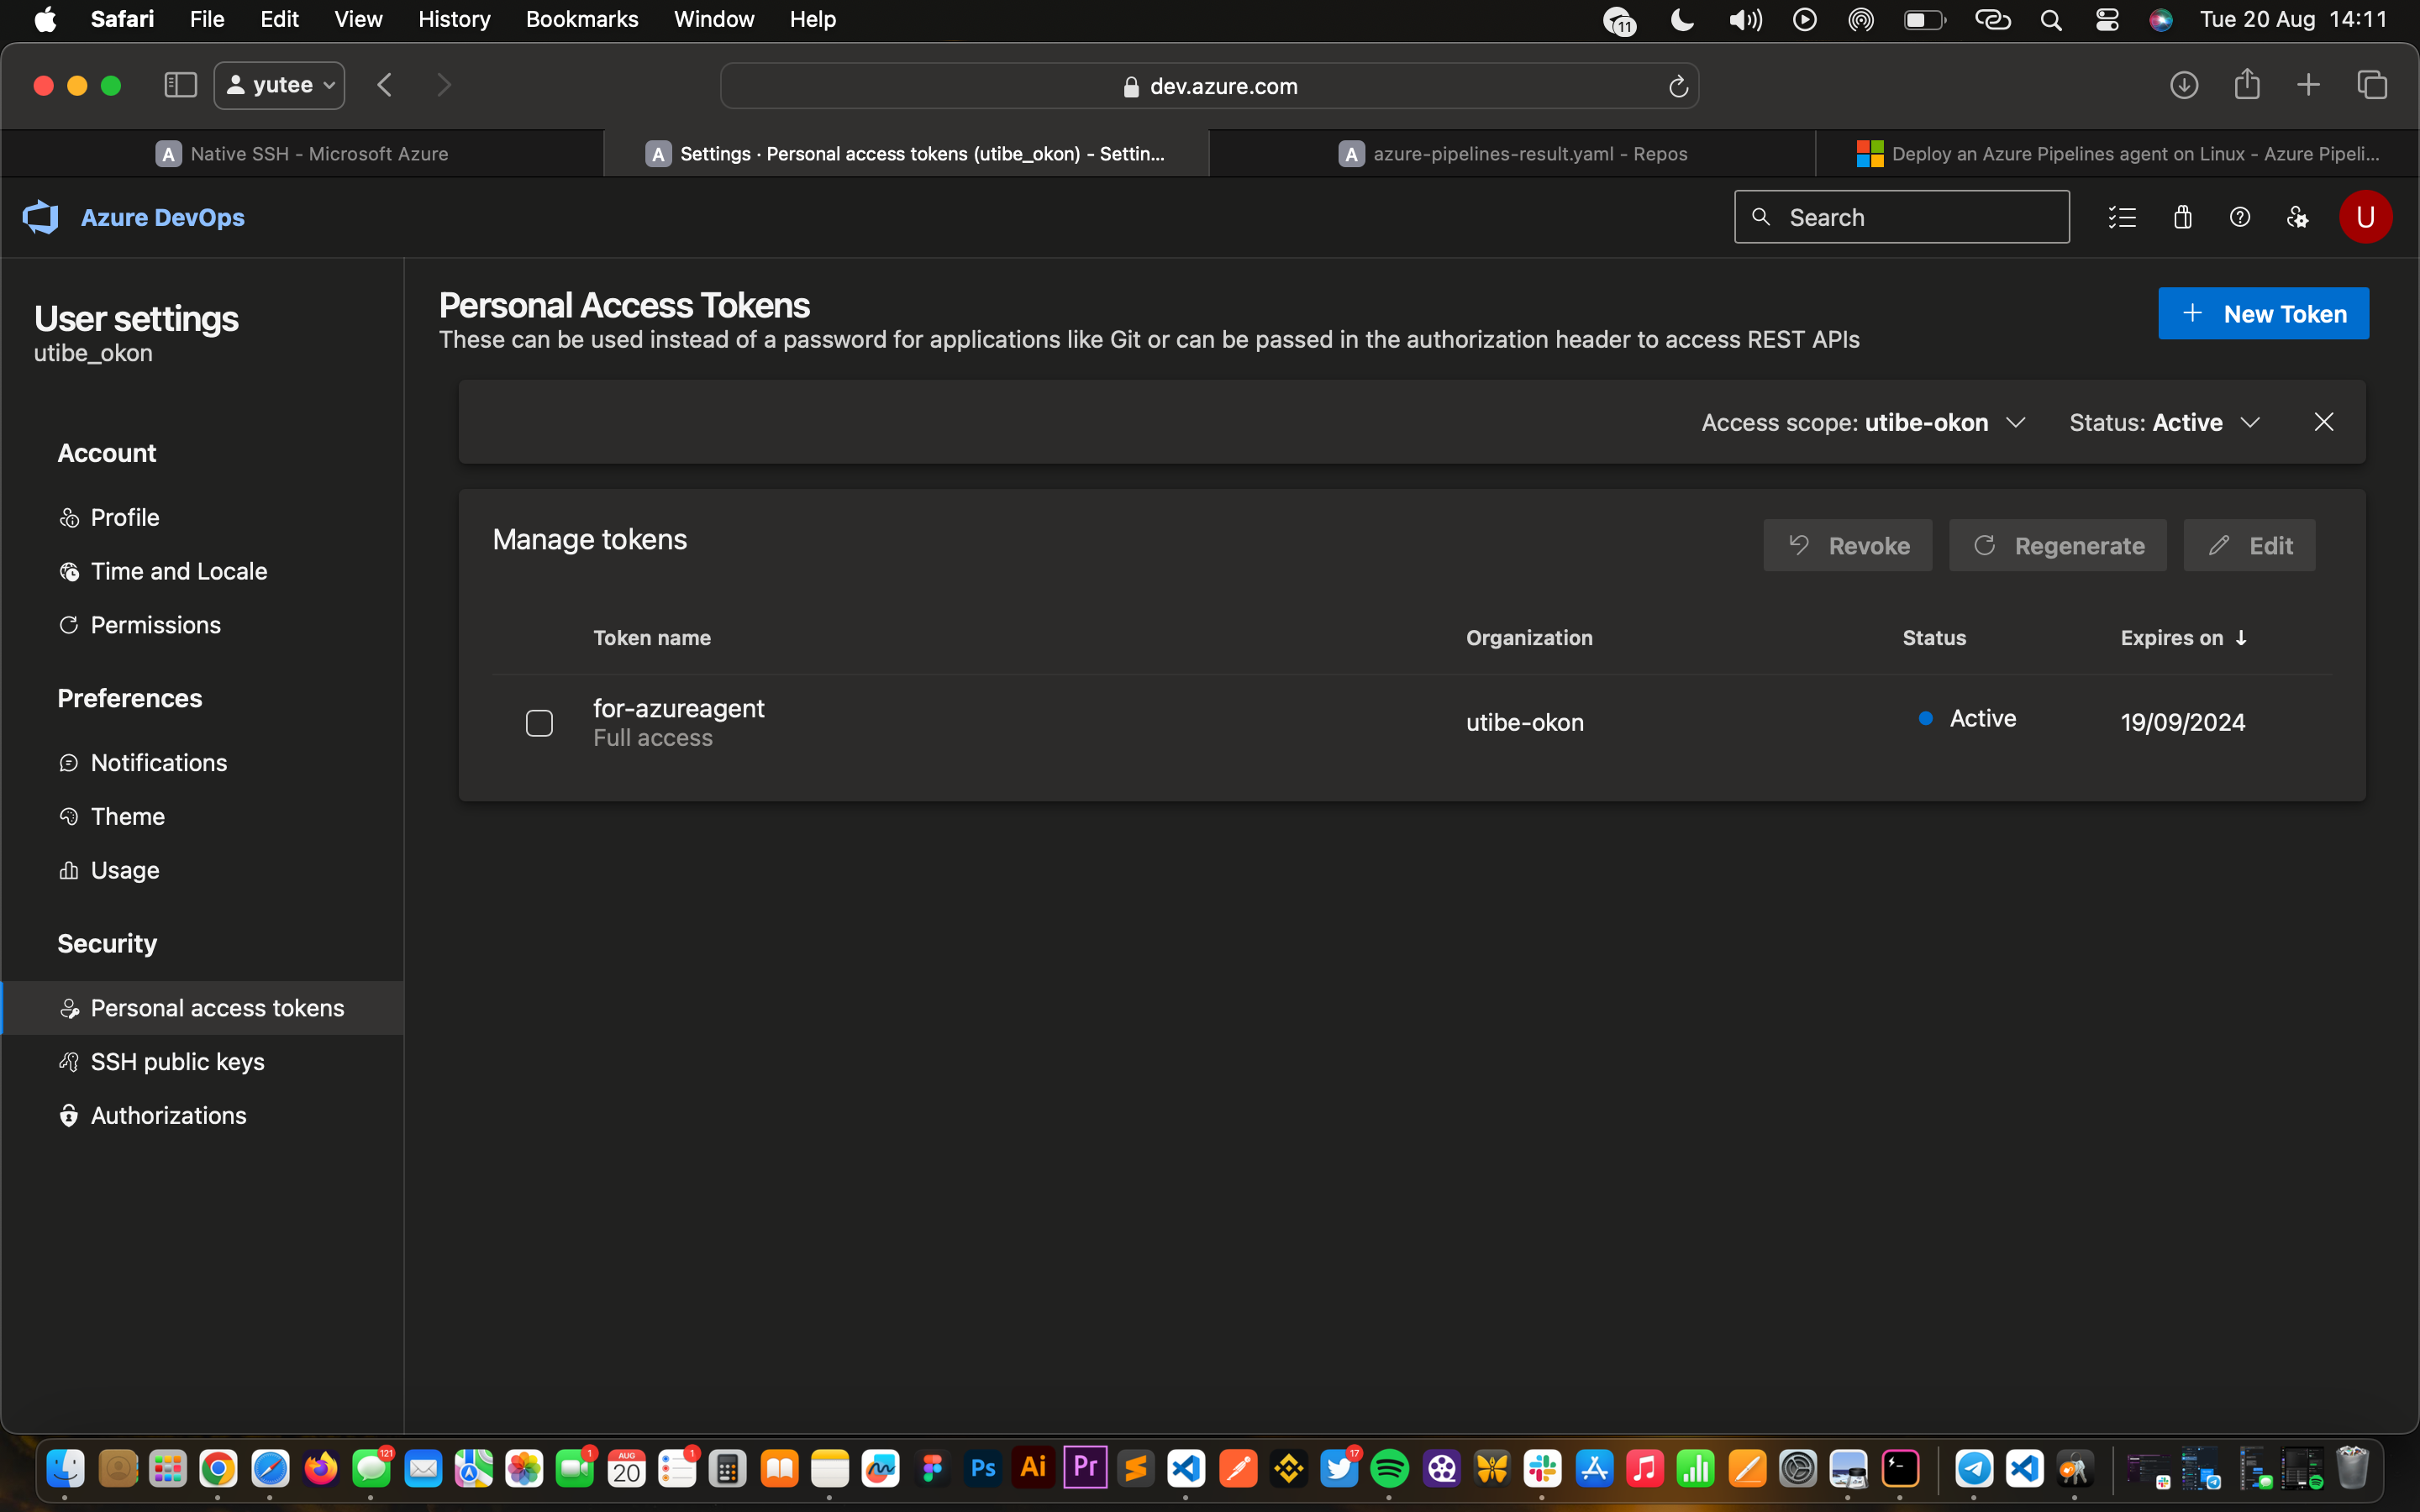 Safari File Edit View History Bookmarks Window Help 11 Tue 20 Aug 14:11
yutee dev.azure.com
A Native SSH - Microsoft Azure A Settings · Personal access tokens (utibe_okon) - Settin... A azure-pipelines-result.yaml - Repos Deploy an Azure Pipelines agent on Linux - Azure Pipeli...
Azure DevOps Search U
User settings
utibe_okon
Account
Profile
Time and Locale
Permissions
Preferences
Notifications
Theme
Usage
Security
Personal access tokens
SSH public keys
Authorizations
Personal Access Tokens
These can be used instead of a password for applications like Git or can be passed in the authorization header to access REST APIs
New Token
Access scope: utibe-okon Status: Active
Manage tokens Revoke Regenerate Edit
Token name Organization Status Expires on
for-azureagent utibe-okon Active 19/09/2024
Full access
121 1 AUG 20 1 Ps Ai Pr 17